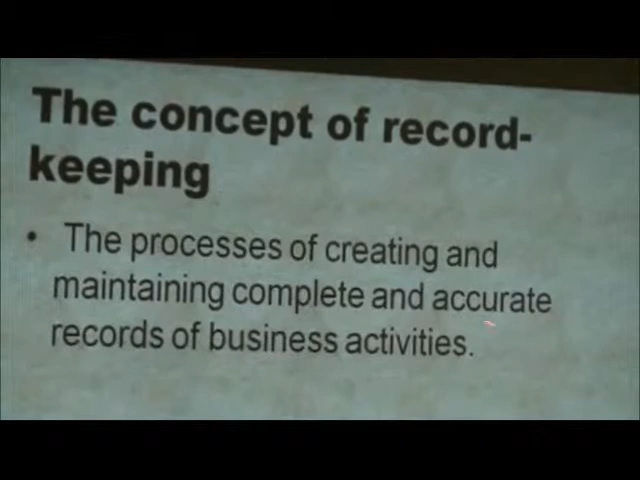 The concept of record-
keeping
• The processes of creating and
maintaining complete and accurate
records of business activities.